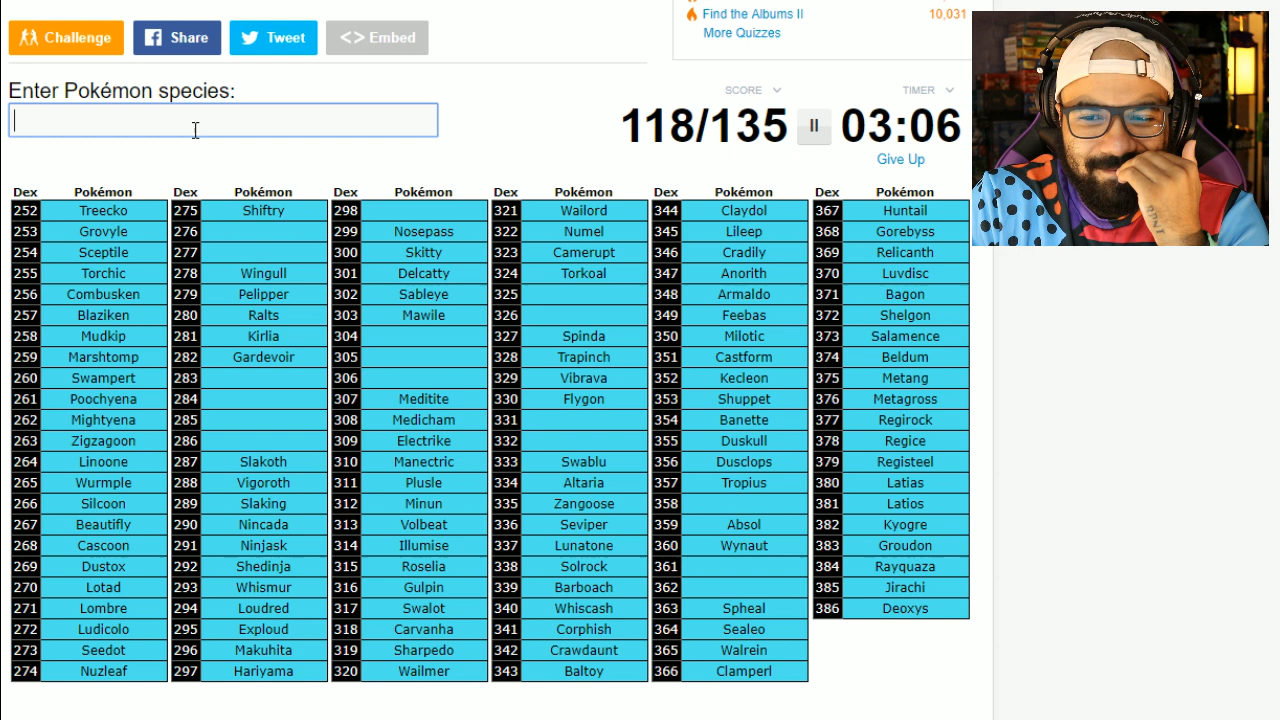 Find the Albums II 10,031
More Quizzes
Challenge Share Tweet <> Embed
Enter Pokémon species:
SCORE TIMER
118/135 03:06
Give Up
Dex Pokémon Dex Pokémon Dex Pokémon Dex Pokémon Dex Pokémon Dex Pokémon
252 Treecko 275 Shiftry 298 321 Wailord 344 Claydol 367 Huntail
253 Grovyle 276 299 Nosepass 322 Numel 345 Lileep 368 Gorebyss
254 Sceptile 277 300 Skitty 323 Camerupt 346 Cradily 369 Relicanth
255 Torchic 278 Wingull 301 Delcatty 324 Torkoal 347 Anorith 370 Luvdisc
256 Combusken 279 Pelipper 302 Sableye 325 348 Armaldo 371 Bagon
257 Blaziken 280 Ralts 303 Mawile 326 349 Feebas 372 Shelgon
258 Mudkip 281 Kirlia 304 327 Spinda 350 Milotic 373 Salamence
259 Marshtomp 282 Gardevoir 305 328 Trapinch 351 Castform 374 Beldum
260 Swampert 283 306 329 Vibrava 352 Kecleon 375 Metang
261 Poochyena 284 307 Meditite 330 Flygon 353 Shuppet 376 Metagross
262 Mightyena 285 308 Medicham 331 354 Banette 377 Regirock
263 Zigzagoon 286 309 Electrike 332 355 Duskull 378 Regice
264 Linoone 287 Slakoth 310 Manectric 333 Swablu 356 Dusclops 379 Registeel
265 Wurmple 288 Vigoroth 311 Plusle 334 Altaria 357 Tropius 380 Latias
266 Silcoon 289 Slaking 312 Minun 335 Zangoose 358 381 Latios
267 Beautifly 290 Nincada 313 Volbeat 336 Seviper 359 Absol 382 Kyogre
268 Cascoon 291 Ninjask 314 Illumise 337 Lunatone 360 Wynaut 383 Groudon
269 Dustox 292 Shedinja 315 Roselia 338 Solrock 361 384 Rayquaza
270 Lotad 293 Whismur 316 Gulpin 339 Barboach 362 385 Jirachi
271 Lombre 294 Loudred 317 Swalot 340 Whiscash 363 Spheal 386 Deoxys
272 Ludicolo 295 Exploud 318 Carvanha 341 Corphish 364 Sealeo
273 Seedot 296 Makuhita 319 Sharpedo 342 Crawdaunt 365 Walrein
274 Nuzleaf 297 Hariyama 320 Wailmer 343 Baltoy 366 Clamperl